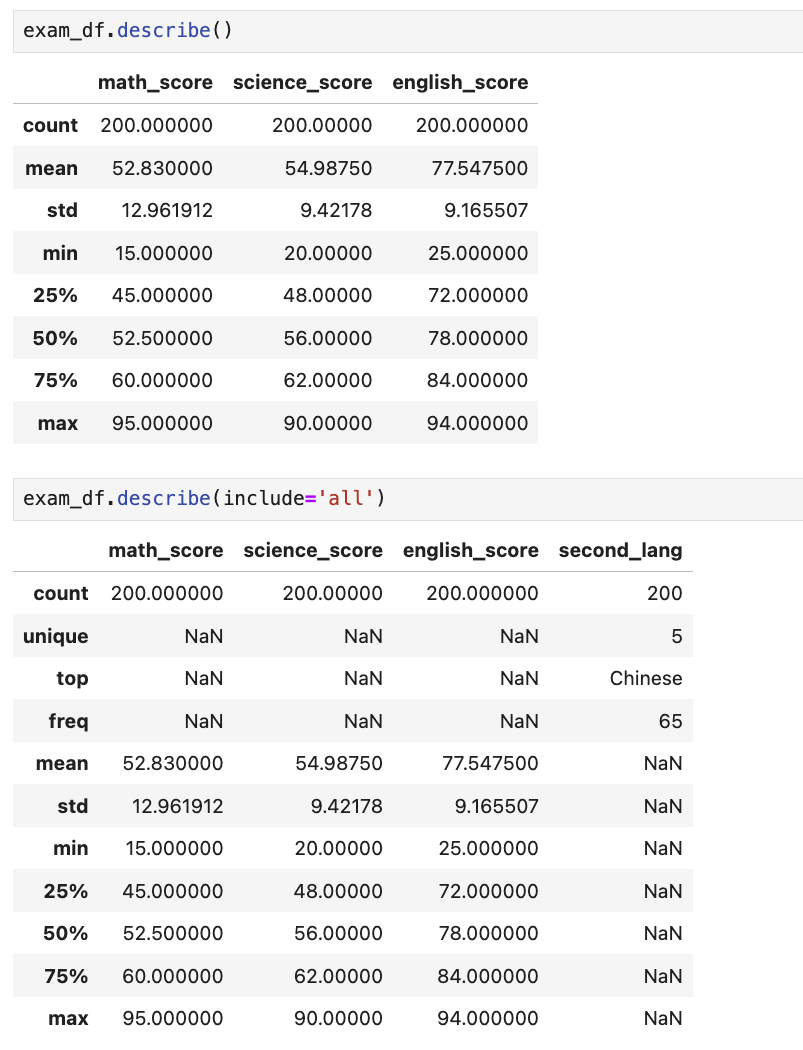 exam_df.describe()
math_score science_score english_score
count 200.000000 200.00000 200.000000
mean 52.830000 54.98750 77.547500
std 12.961912 9.42178 9.165507
min 15.000000 20.00000 25.000000
25% 45.000000 48.00000 72.000000
50% 52.500000 56.00000 78.000000
75% 60.000000 62.00000 84.000000
max 95.000000 90.00000 94.000000
exam_df.describe(include='all')
math_score science_score english_score second_lang
count 200.000000 200.00000 200.000000 200
unique NaN NaN NaN 5
top NaN NaN NaN Chinese
freq NaN NaN NaN 65
mean 52.830000 54.98750 77.547500 NaN
std 12.961912 9.42178 9.165507 NaN
min 15.000000 20.00000 25.000000 NaN
25% 45.000000 48.00000 72.000000 NaN
50% 52.500000 56.00000 78.000000 NaN
75% 60.000000 62.00000 84.000000 NaN
max 95.000000 90.00000 94.000000 NaN